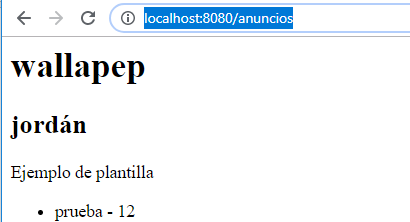 localhost:8080/anuncios
wallapep
jordán
Ejemplo de plantilla
prueba - 12